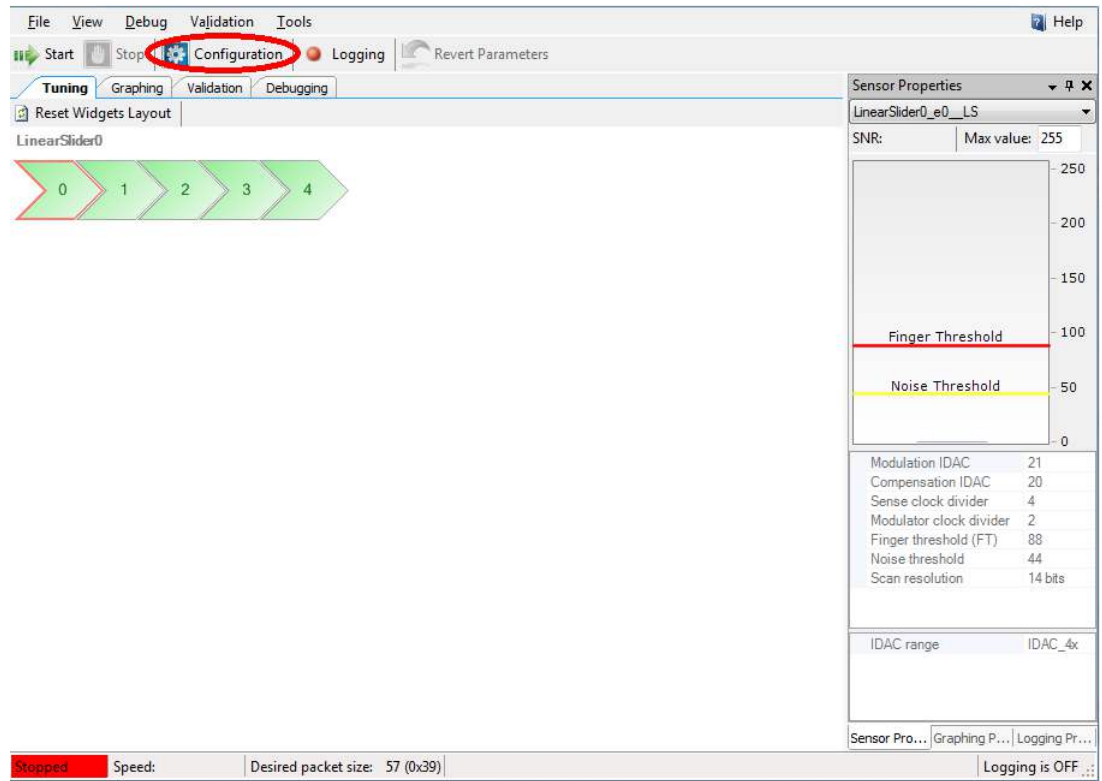 File View Debug Validation Tools Help
Start Stop Configuration Logging Revert Parameters
Tuning Graphing Validation Debugging
Reset Widgets Layout
LinearSlider0
0 1 2 3 4
Sensor Properties
LinearSlider0_e0__LS
SNR: Max value: 255
250
200
150
Finger Threshold 100
Noise Threshold 50
0
Modulation IDAC 21
Compensation IDAC 20
Sense clock divider 4
Modulator clock divider 2
Finger threshold (FT) 88
Noise threshold 44
Scan resolution 14 bits
IDAC range IDAC_4x
Sensor Pro... Graphing P... Logging Pr...
Stopped Speed: Desired packet size: 57 (0x39) Logging is OFF